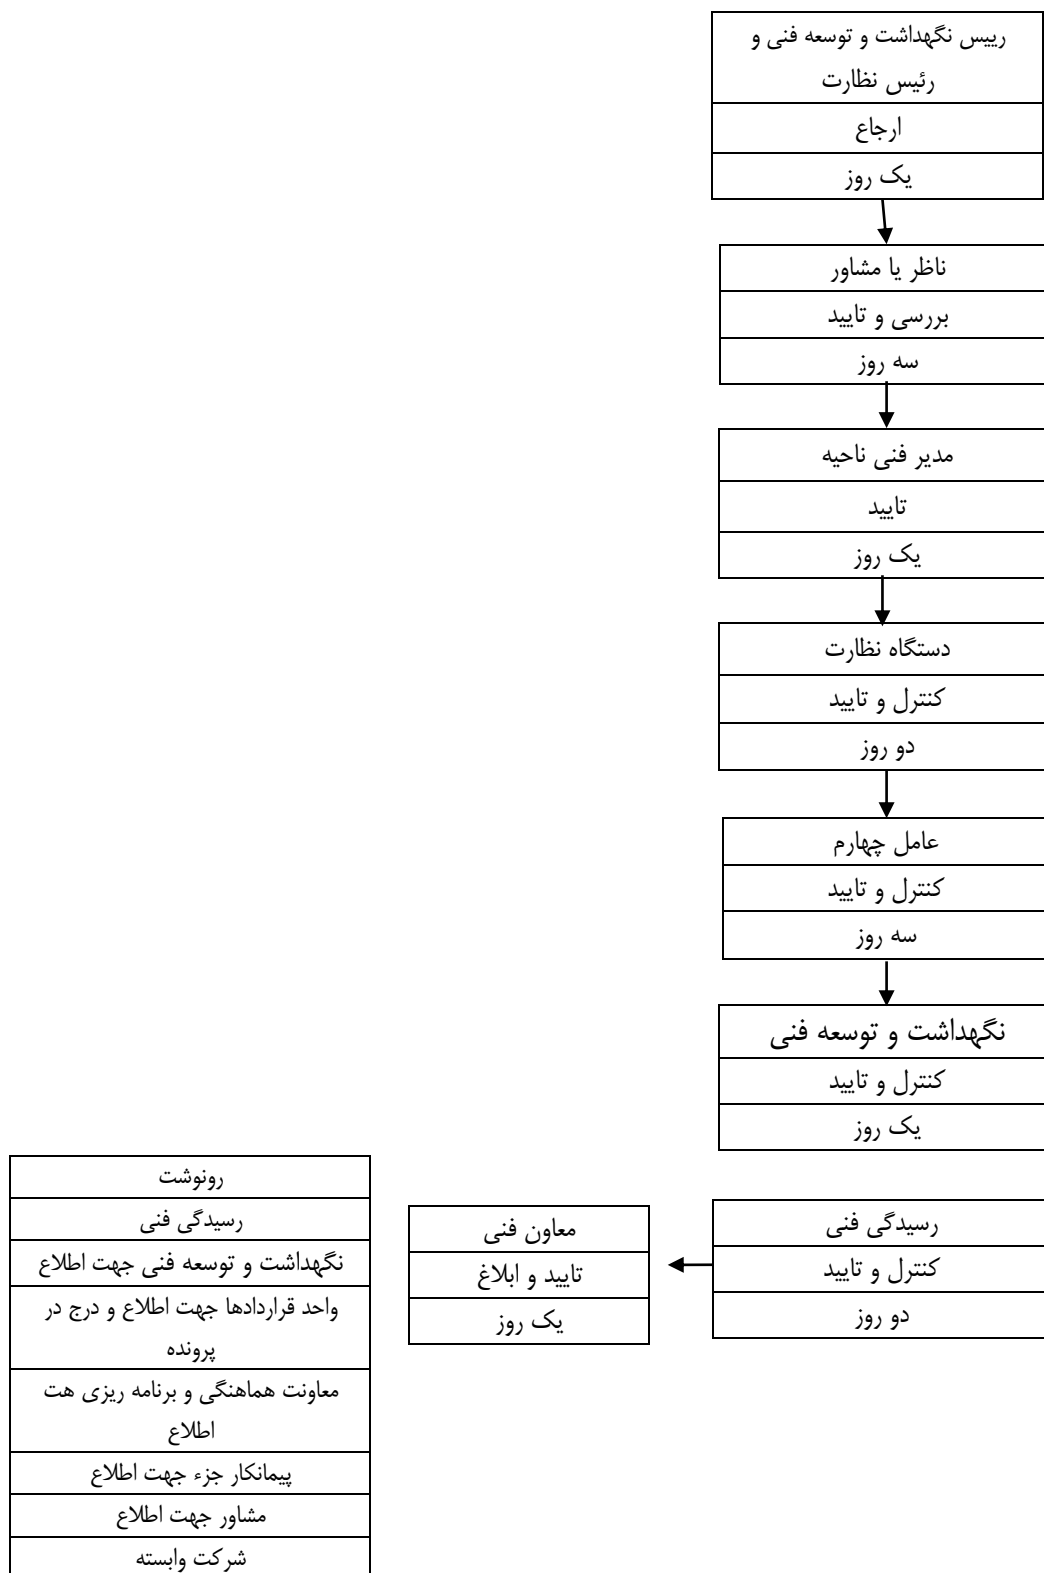 رییس نگهداشت و توسعه فنی و
رئیس نظارت
ارجاع
یک روز
ناظر یا مشاور
بررسی و تایید
سه روز
مدیر فنی ناحیه
تایید
یک روز
دستگاه نظارت
کنترل و تایید
دو روز
عامل چهارم
کنترل و تایید
سه روز
نگهداشت و توسعه فنی
کنترل و تایید
یک روز
رسیدگی فنی
کنترل و تایید
دو روز
معاون فنی
تایید و ابلاغ
یک روز
رونوشت
رسیدگی فنی
نگهداشت و توسعه فنی جهت اطلاع
واحد قراردادها جهت اطلاع و درج در
پرونده
معاونت هماهنگی و برنامه ریزی هت
اطلاع
پیمانکار جزء جهت اطلاع
مشاور جهت اطلاع
شرکت وابسته